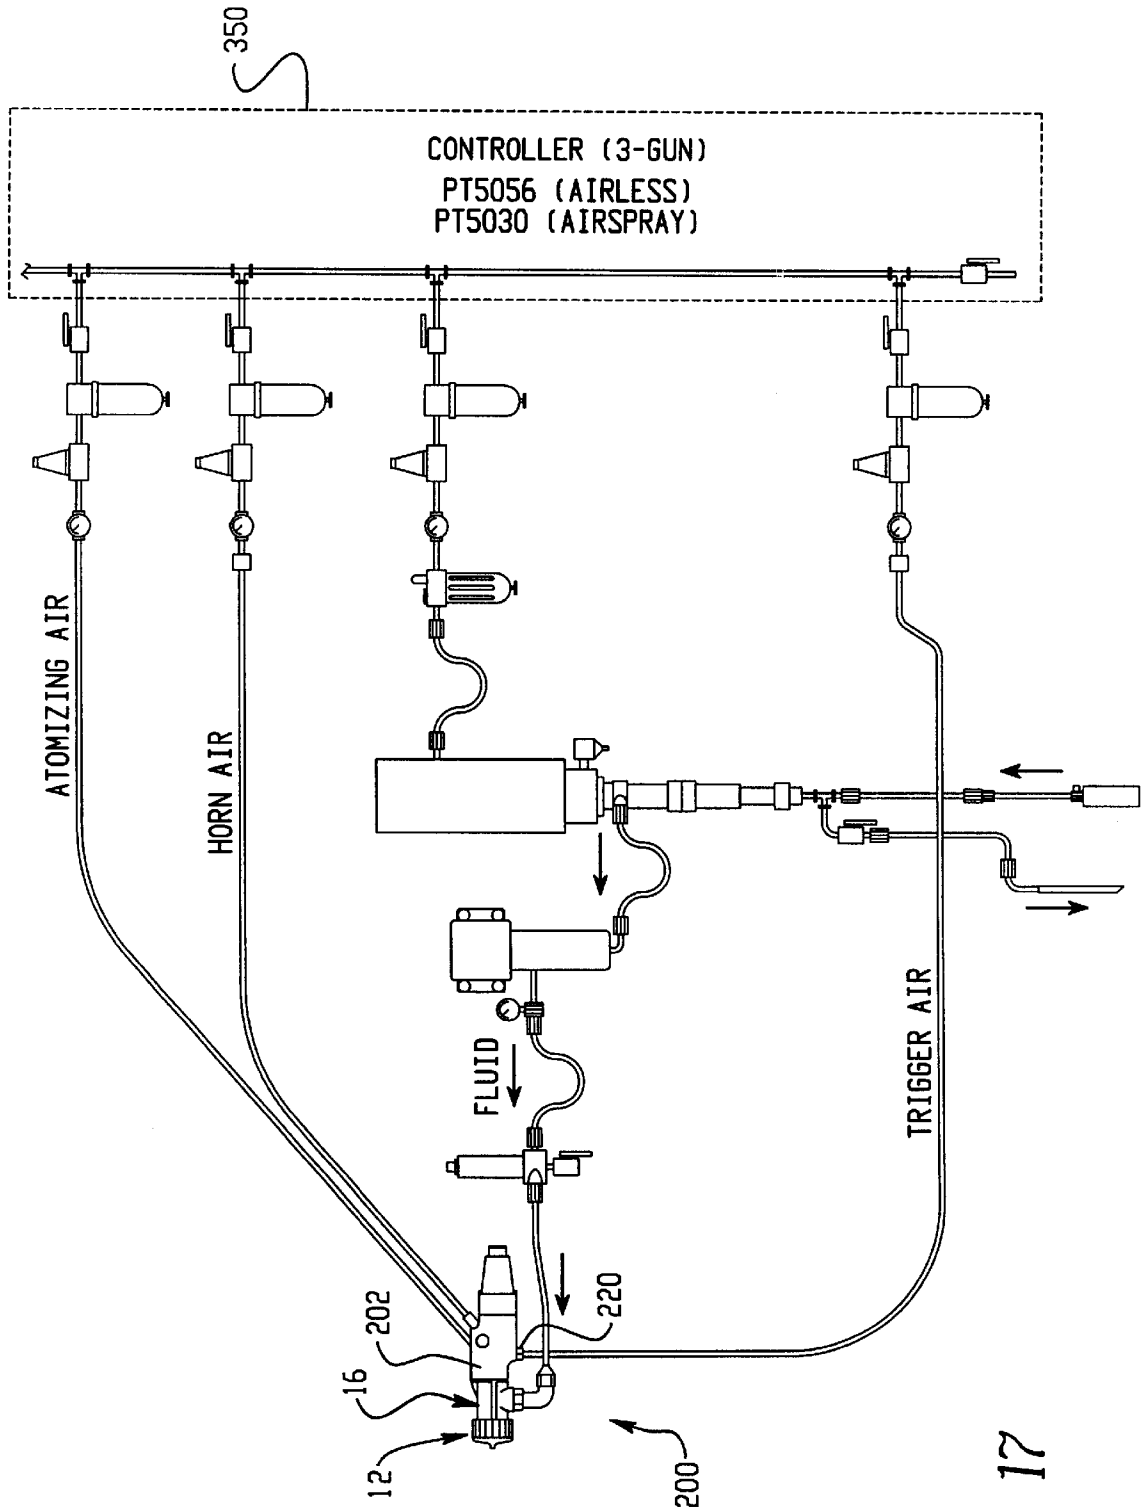 350
CONTROLLER (3-GUN)
PT5056 (AIRLESS)
PT5030 (AIRSPRAY)
ATOMIZING AIR
HORN AIR
FLUID
TRIGGER AIR
202
220
16
12
200
17